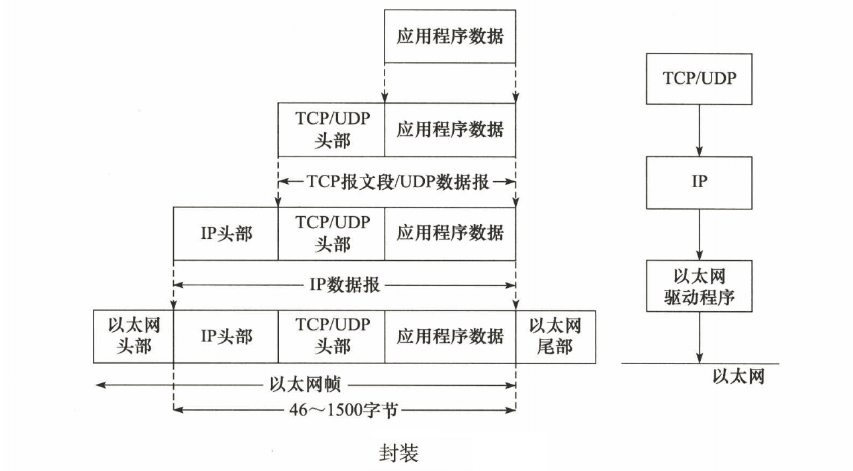 应用程序数据
TCP/UDP
头部
应用程序数据
TCP报文段/UDP数据报
IP头部
TCP/UDP
头部
应用程序数据
IP数据报
以太网
头部
IP头部
TCP/UDP
头部
应用程序数据
以太网
尾部
以太网帧
46～1500字节
TCP/UDP
IP
以太网
驱动程序
以太网
封装